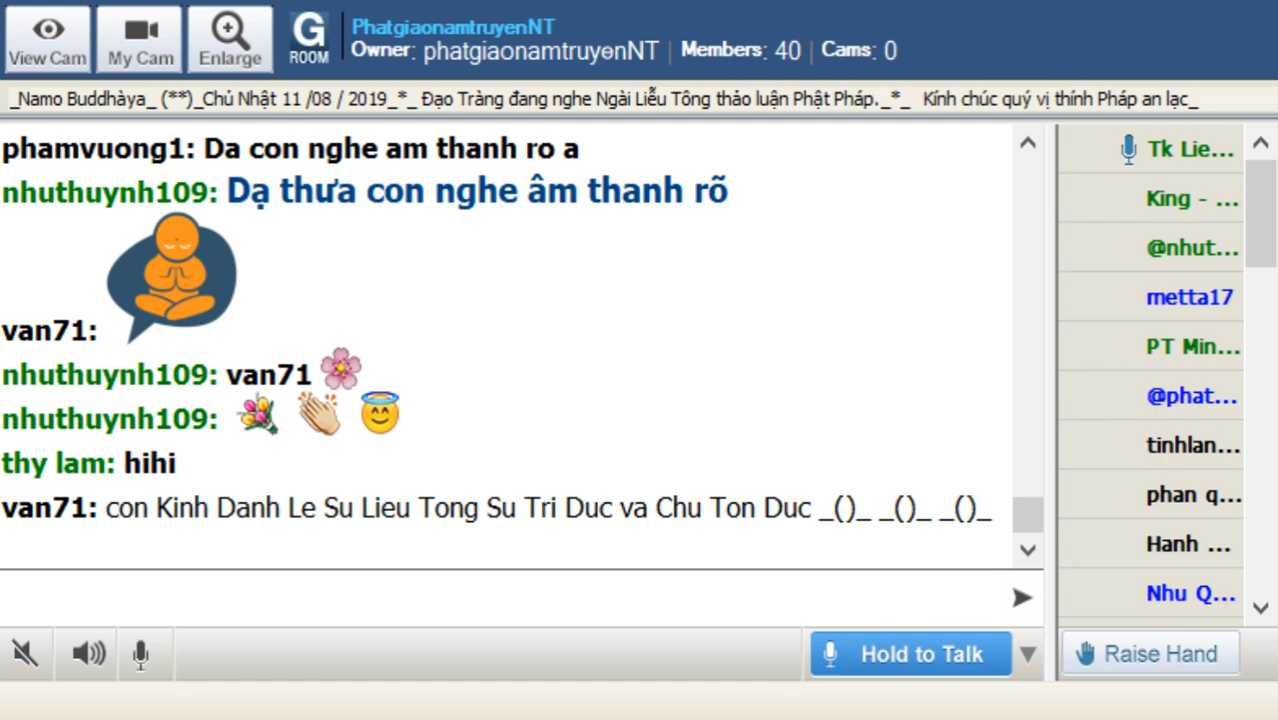 View Cam
My Cam
Enlarge
G
ROOM
PhatgiaonamtruyenNT
Owner: phatgiaonamtruyenNT | Members: 40 | Cams: 0
_Namo Buddhàya_ (**)_Chủ Nhật 11 /08 / 2019_*_ Đạo Tràng đang nghe Ngài Liễu Tông thảo luận Phật Pháp._*_ Kính chúc quý vị thính Pháp an lạc_
phamvuong1: Da con nghe am thanh ro a
nhuthuynh109: Dạ thưa con nghe âm thanh rõ
van71:
nhuthuynh109: van71
nhuthuynh109:
thy lam: hihi
van71: con Kinh Danh Le Su Lieu Tong Su Tri Duc va Chu Ton Duc _()_ _()_ _()_
Tk Lie...
King - ...
@nhut...
metta17
PT Min...
@phat...
tinhlan...
phan q...
Hanh ...
Nhu Q...
Hold to Talk
Raise Hand